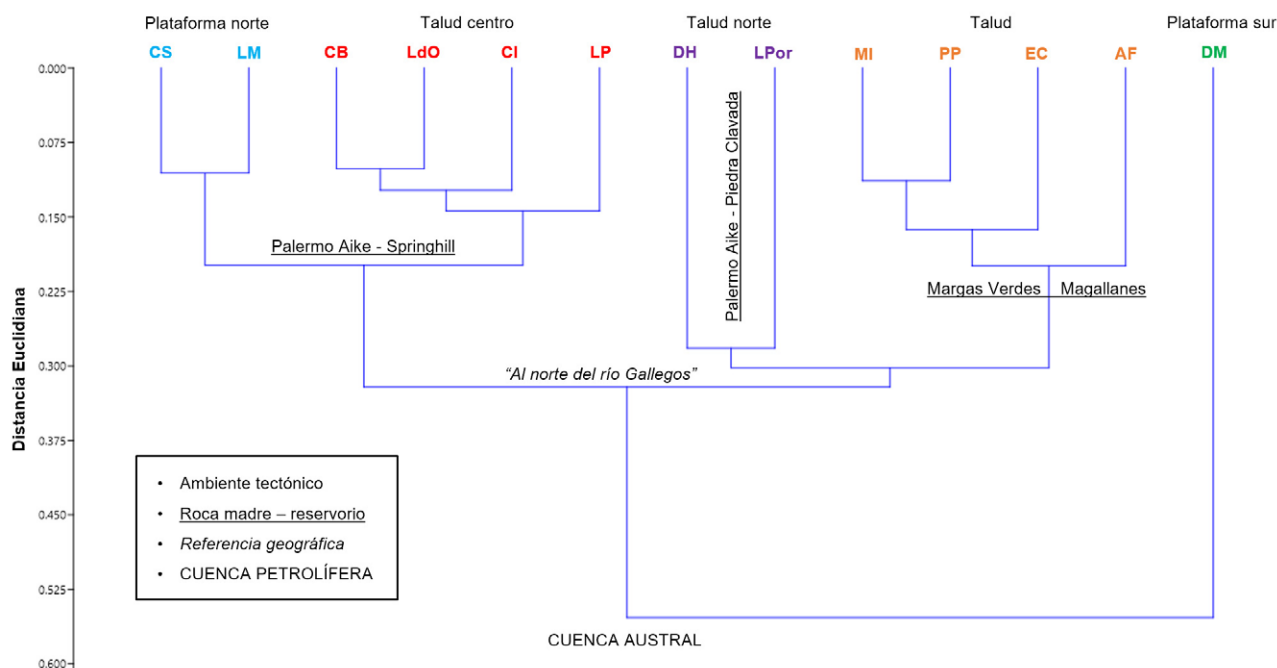 Plataforma norte Talud centro Talud norte Talud Plataforma sur
CS LM CB LdO CI LP DH LPor MI PP EC AF DM
0.000
0.075
0.150
0.225
0.300
0.375
0.450
0.525
0.600
Distancia Euclidiana
Palermo Aike - Springhill
Palermo Aike - Piedra Clavada
Margas Verdes Magallanes
“Al norte del río Gallegos”
• Ambiente tectónico
• Roca madre – reservorio
• Referencia geográfica
• CUENCA PETROLÍFERA
CUENCA AUSTRAL